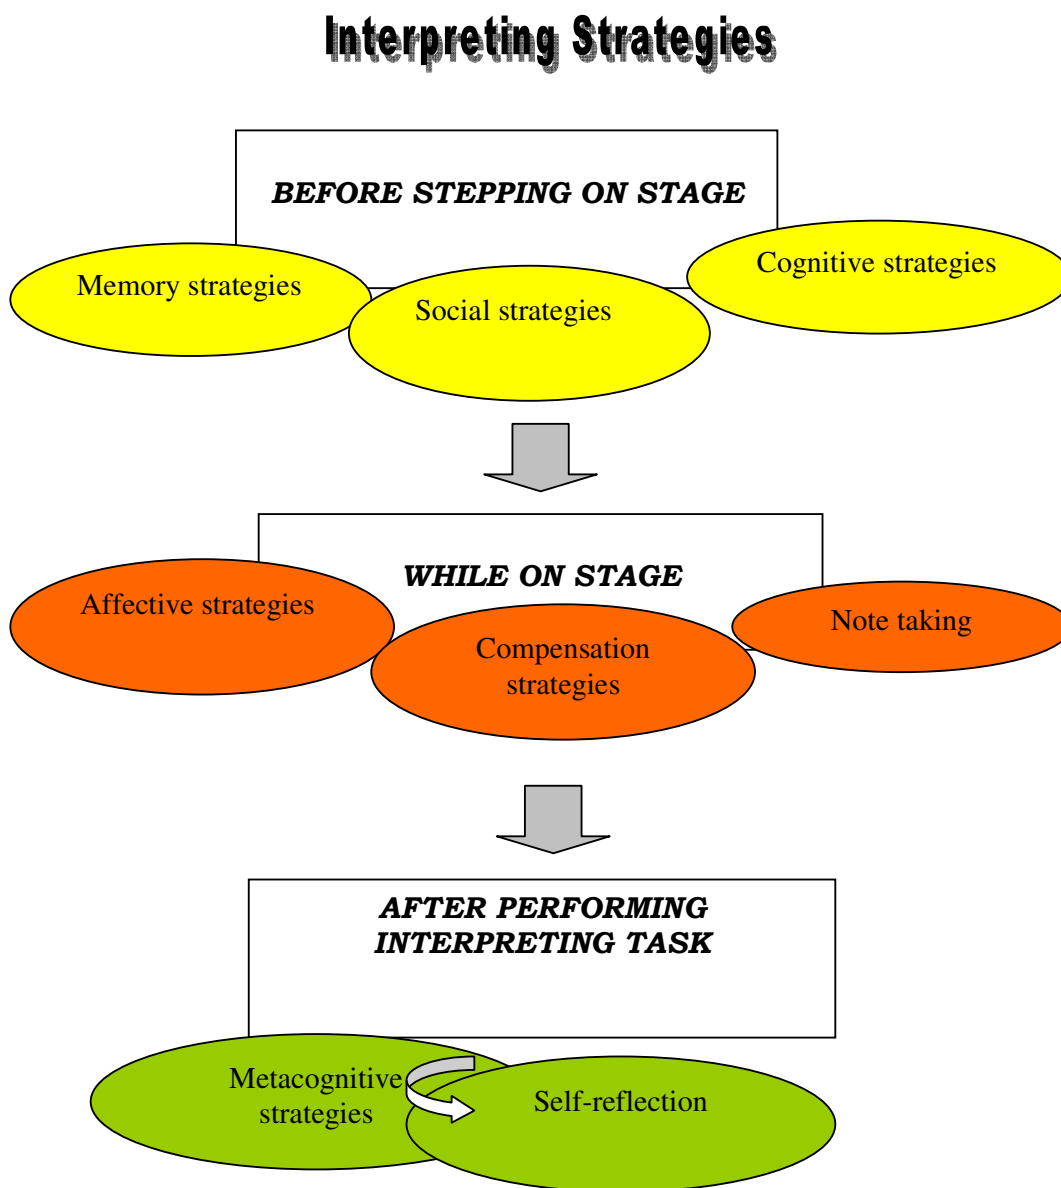 Interpreting Strategies
BEFORE STEPPING ON STAGE
Memory strategies
Social strategies
Cognitive strategies
WHILE ON STAGE
Affective strategies
Compensation
strategies
Note taking
AFTER PERFORMING
INTERPRETING TASK
Metacognitive
strategies
Self-reflection